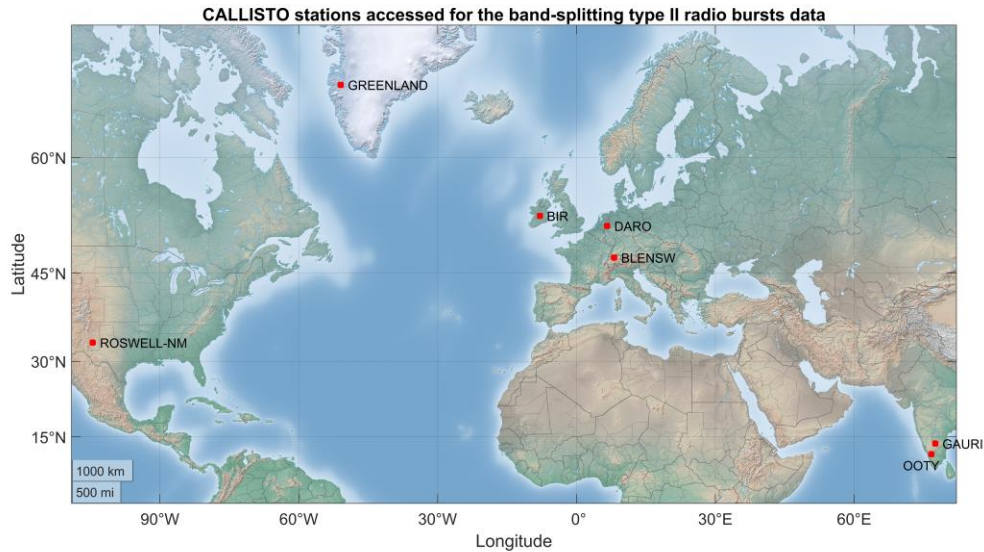 CALLISTO stations accessed for the band-splitting type II radio bursts data
GREENLAND
60°N
BIR
DARO
BLENSW
45°N
ROSWELL-NM
30°N
15°N
GAURI
OOTY
1000 km
500 mi
90°W
60°W
30°W
0°
30°E
60°E
Latitude
Longitude